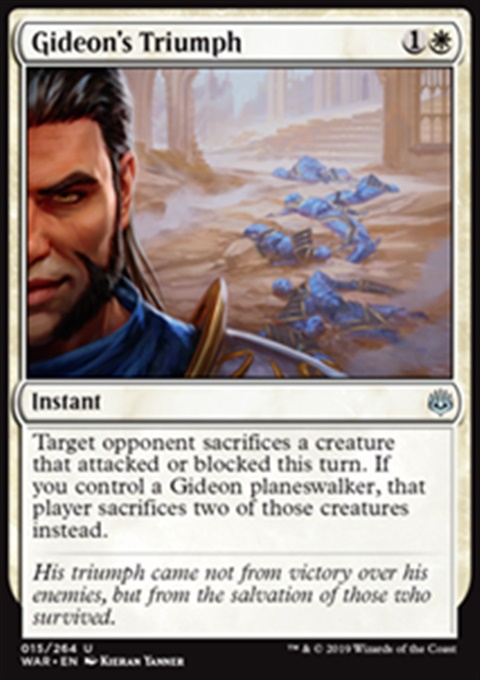 Gideon's Triumph 1
Instant
Target opponent sacrifices a creature
that attacked or blocked this turn. If
you control a Gideon planeswalker, that
player sacrifices two of those creatures
instead.
His triumph came not from victory over his
enemies, but from the salvation of those who
survived.
015/264 U
WAR • EN Kieran Yanner
™ & © 2019 Wizards of the Coast